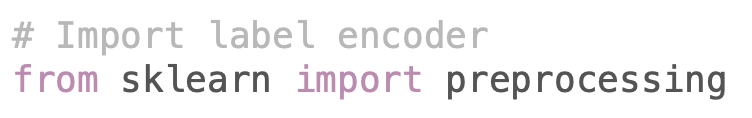 # Import label encoder
from sklearn import preprocessing